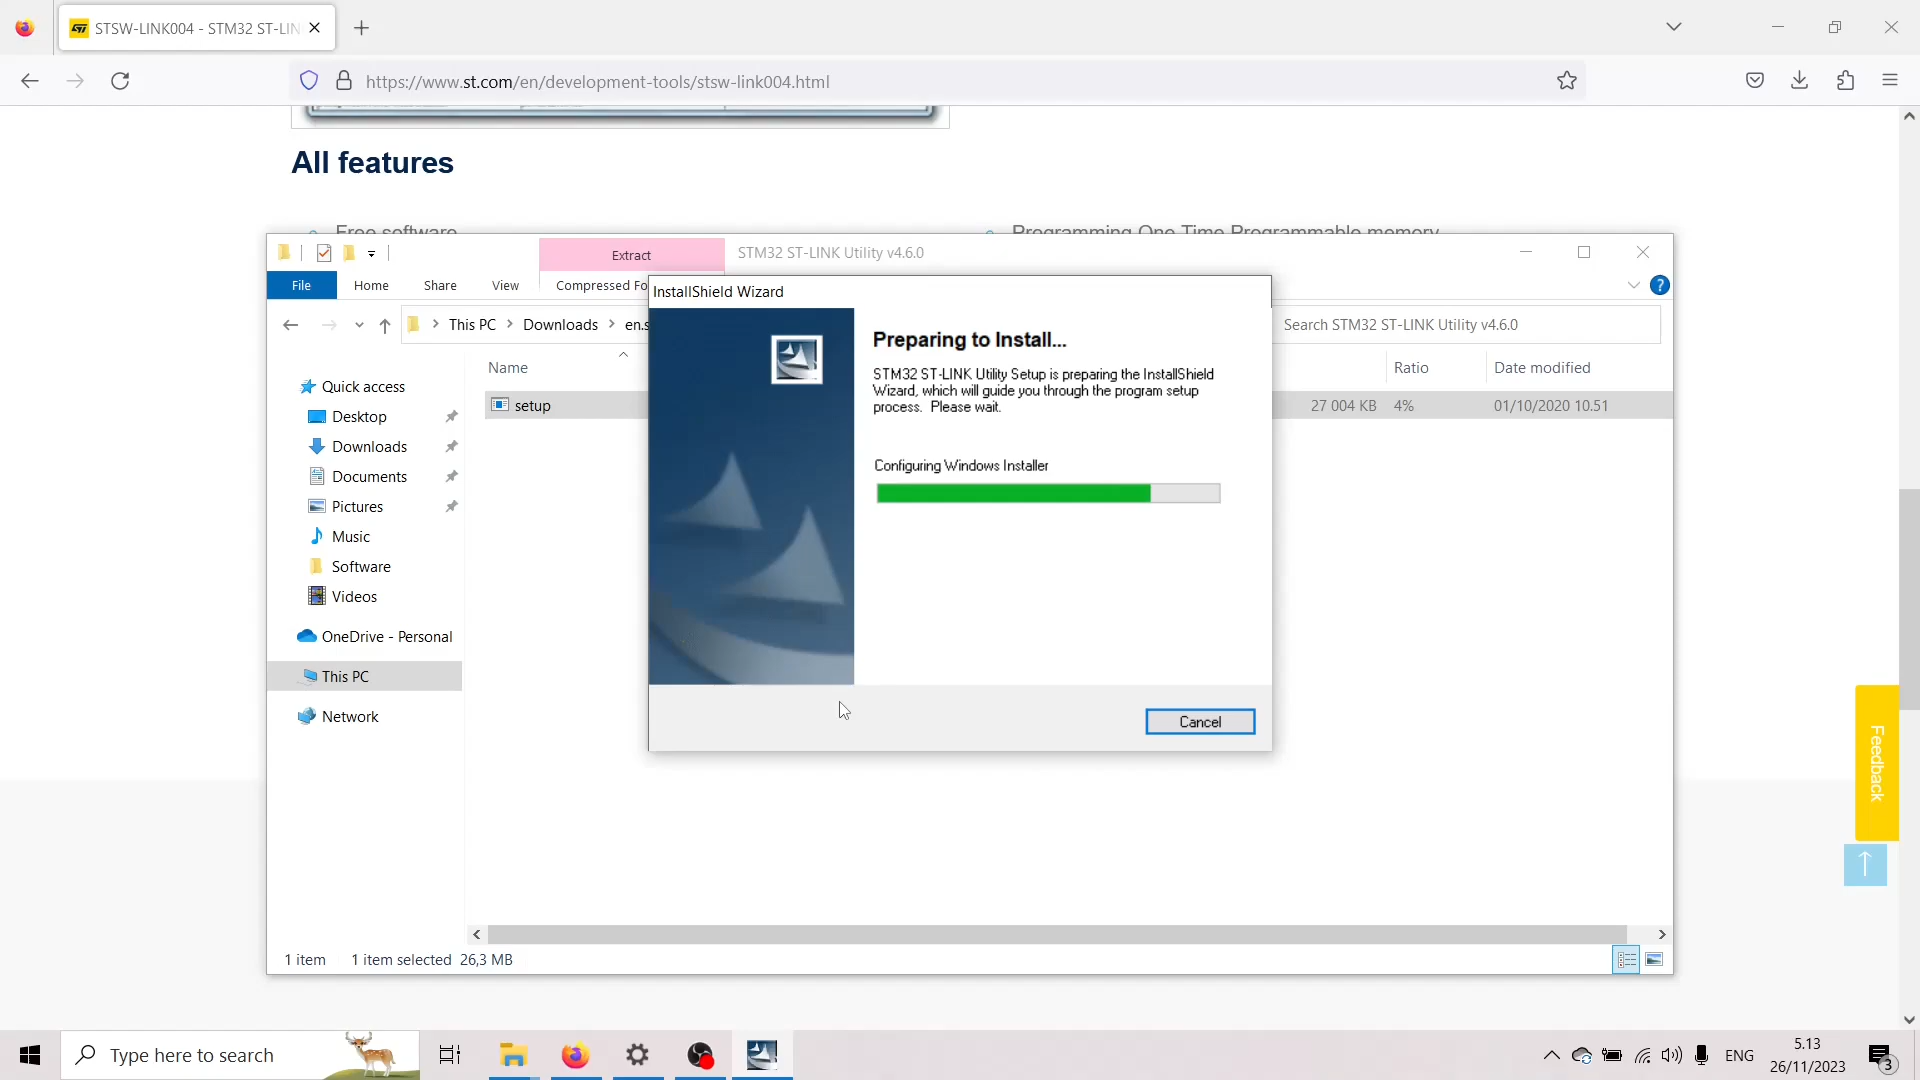 STSW-LINK004 - STM32 ST-LIN
https://www.st.com/en/development-tools/stsw-link004.html
All features
Free software
Programming One Time Programmable memory
Extract
STM32 ST-LINK Utility v4.6.0
File
Home
Share
View
Compressed Fo
This PC
Downloads
en.s
Search STM32 ST-LINK Utility v4.6.0
InstallShield Wizard
Preparing to Install...
STM32 ST-LINK Utility Setup is preparing the InstallShield
Wizard, which will guide you through the program setup
process. Please wait.
Configuring Windows Installer
Cancel
Name
Ratio
Date modified
setup
27 004 KB
4%
01/10/2020 10.51
Quick access
Desktop
Downloads
Documents
Pictures
Music
Software
Videos
OneDrive - Personal
This PC
Network
1 item
1 item selected 26,3 MB
Feedback
Type here to search
ENG
5.13
26/11/2023
3